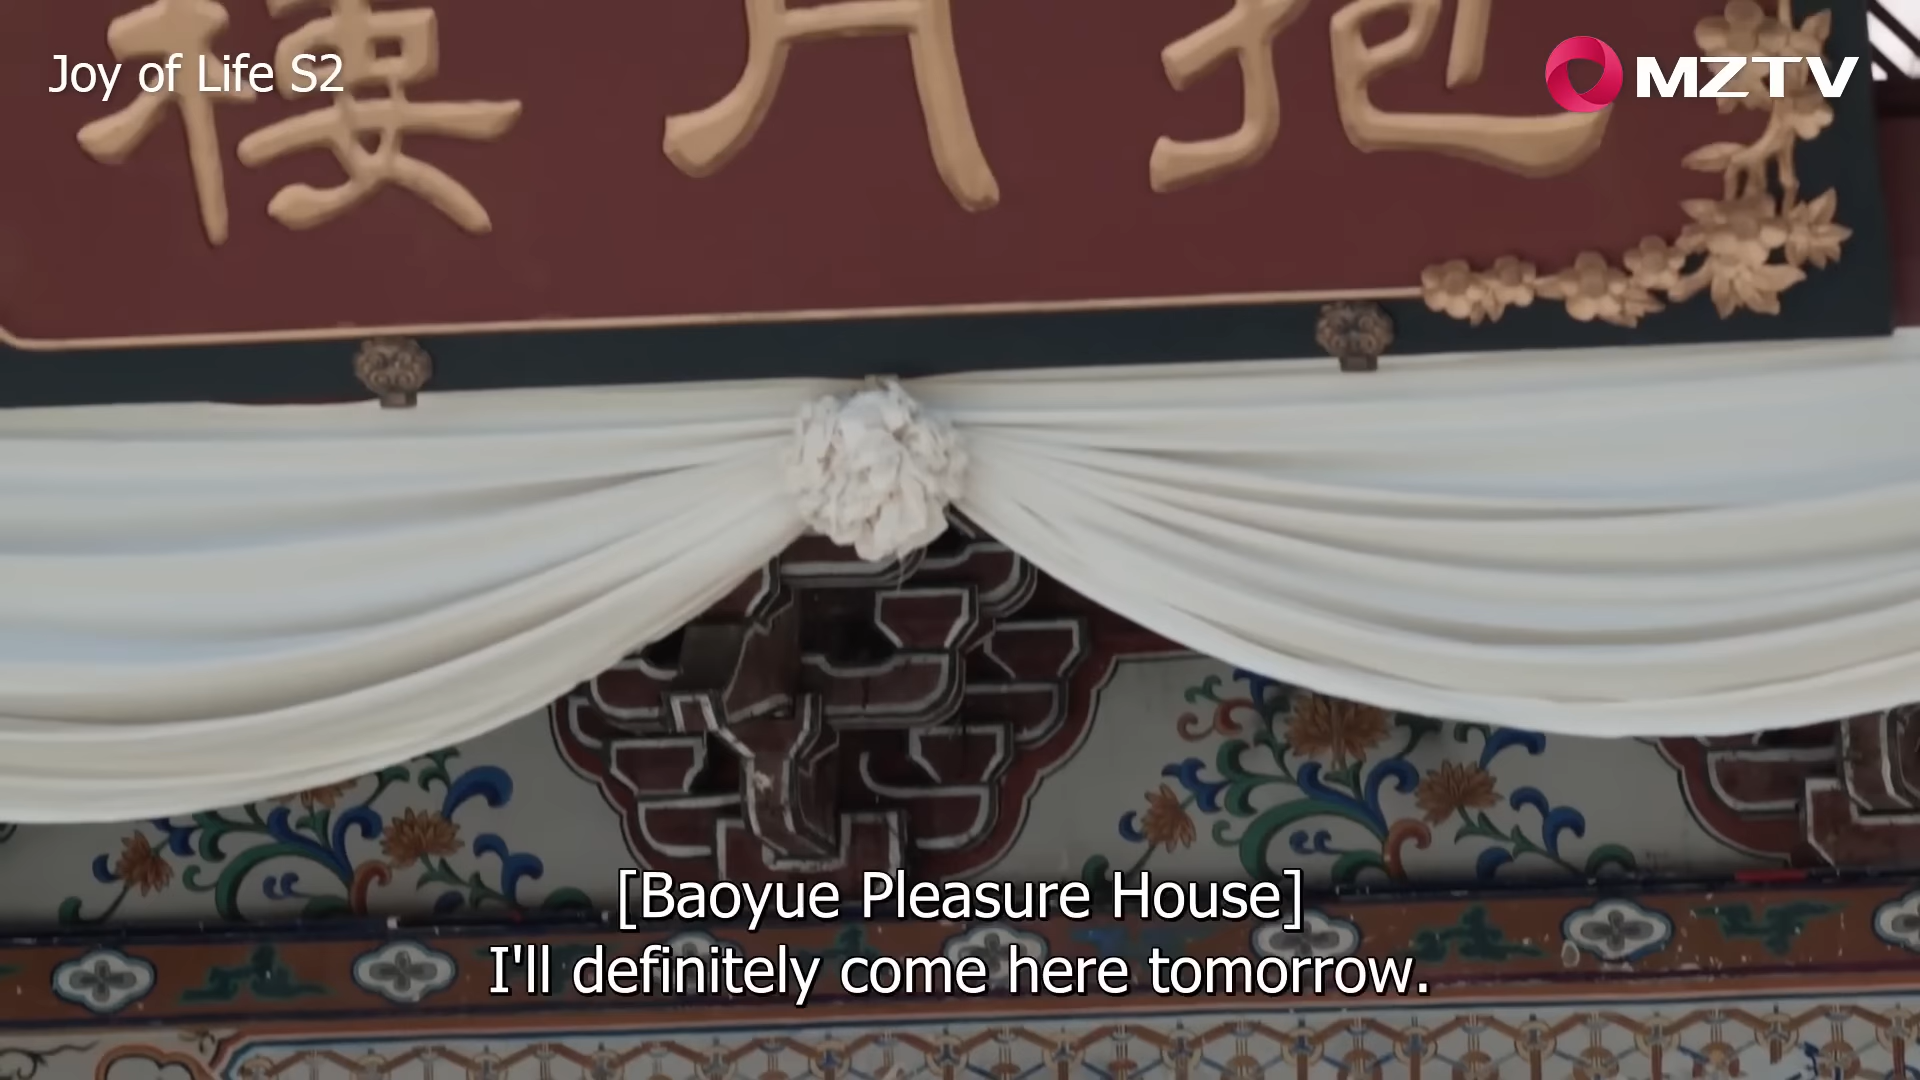 Joy of Life S2
MZTV
樓月抱
[Baoyue Pleasure House]
I'll definitely come here tomorrow.